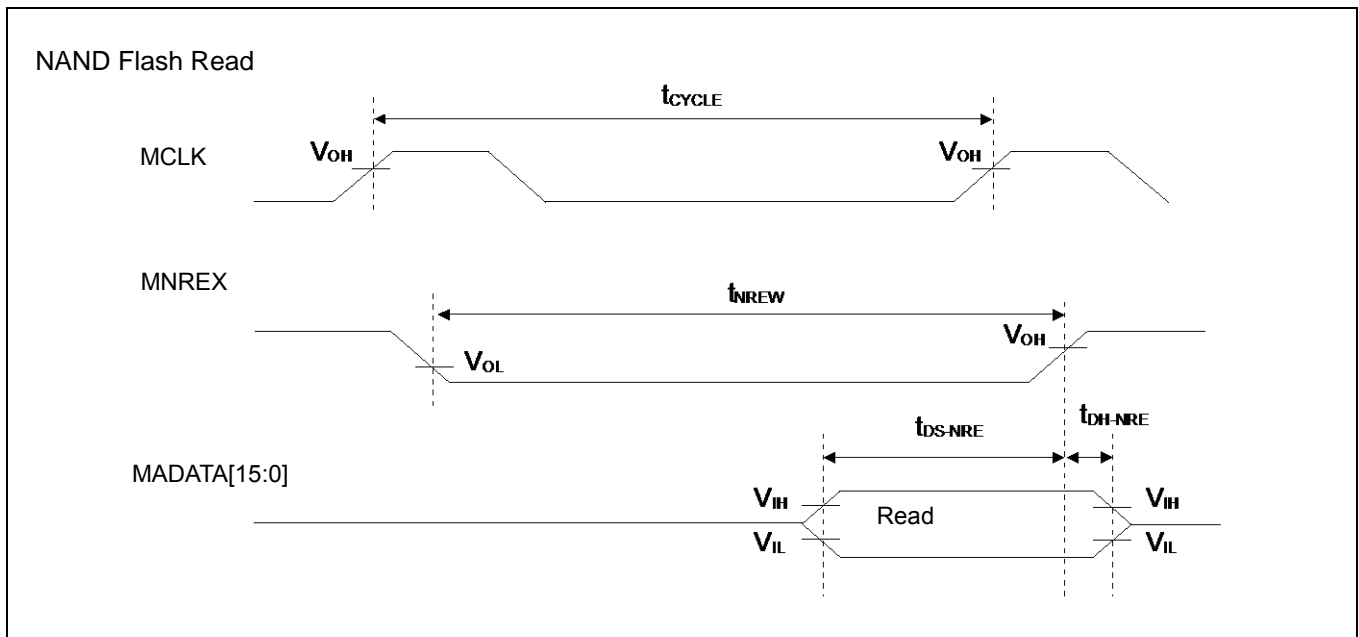 NAND Flash Read
tCYCLE
MCLK
VOH
VOH
MNREX
tNREW
VOH
VOL
tDS-NRE
tDH-NRE
MADATA[15:0]
VIH
Read
VIH
VIL
VIL